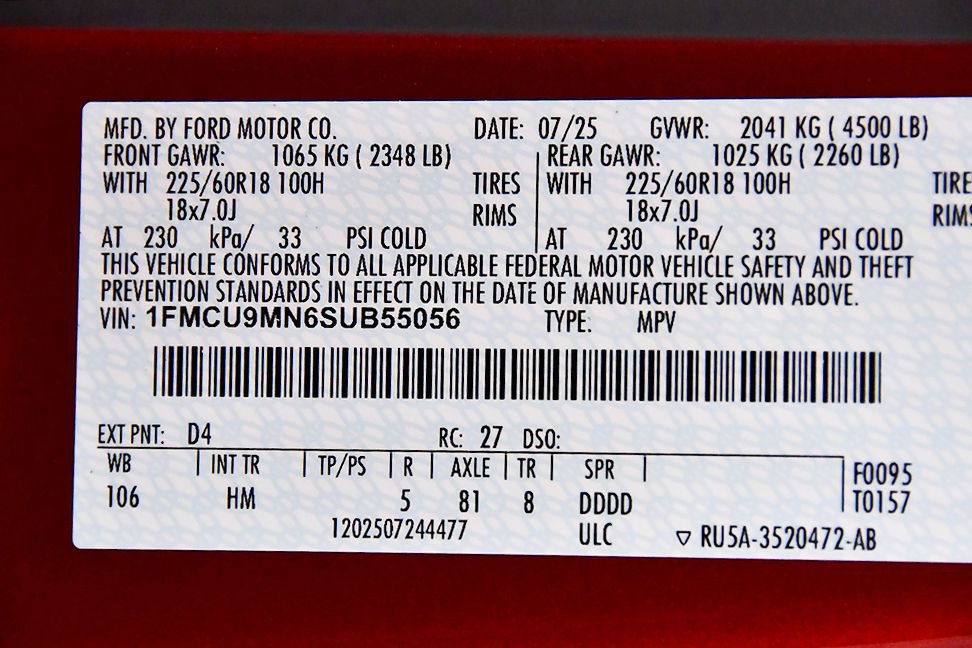 MFD. BY FORD MOTOR CO. DATE: 07/25 GVWR: 2041 KG ( 4500 LB)
FRONT GAWR: 1065 KG ( 2348 LB) REAR GAWR: 1025 KG ( 2260 LB)
WITH 225/60R18 100H TIRES WITH 225/60R18 100H TIRE
18x7.0J RIMS 18x7.0J RIMS
AT 230 kPa/ 33 PSI COLD AT 230 kPa/ 33 PSI COLD
THIS VEHICLE CONFORMS TO ALL APPLICABLE FEDERAL MOTOR VEHICLE SAFETY AND THEFT
PREVENTION STANDARDS IN EFFECT ON THE DATE OF MANUFACTURE SHOWN ABOVE.
VIN: 1FMCU9MN6SUB55056 TYPE: MPV
EXT PNT: D4 RC: 27 DSO:
WB INT TR TP/PS R AXLE TR SPR F0095
106 HM 5 81 8 DDDD T0157
1202507244477 ULC ▽ RU5A-3520472-AB